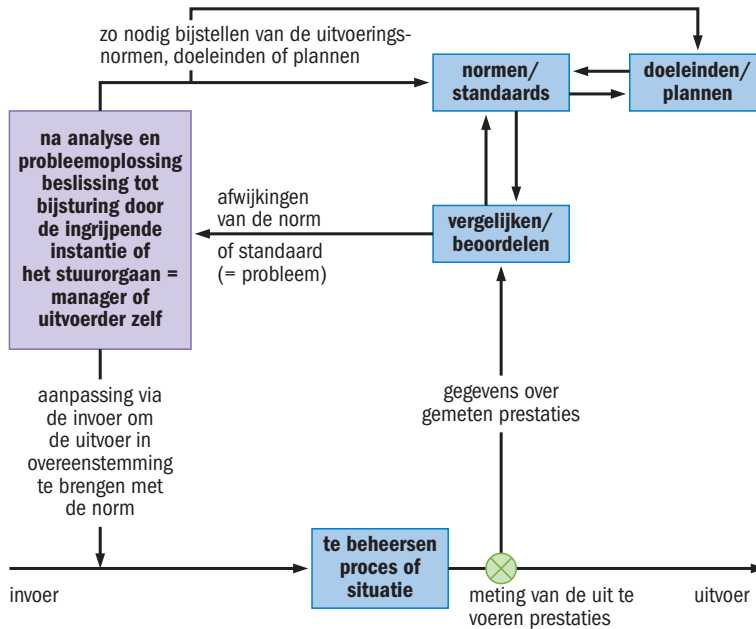 zo nodig bijstellen van de uitvoerings-
normen, doeleinden of plannen
normen/
standaards
doeleinden/
plannen
na analyse en
probleemoplossing
beslissing tot
bijsturing door
de ingrijpende
instantie of
het stuurorgaan =
manager of
uitvoerder zelf
afwijkingen
van de norm
of standaard
(= probleem)
vergelijken/
beoordelen
aanpassing via
de invoer om
de uitvoer in
overeenstemming
te brengen met
de norm
gegevens over
gemeten prestaties
te beheersen
proces of
situatie
invoer
meting van de uit te
voeren prestaties
uitvoer